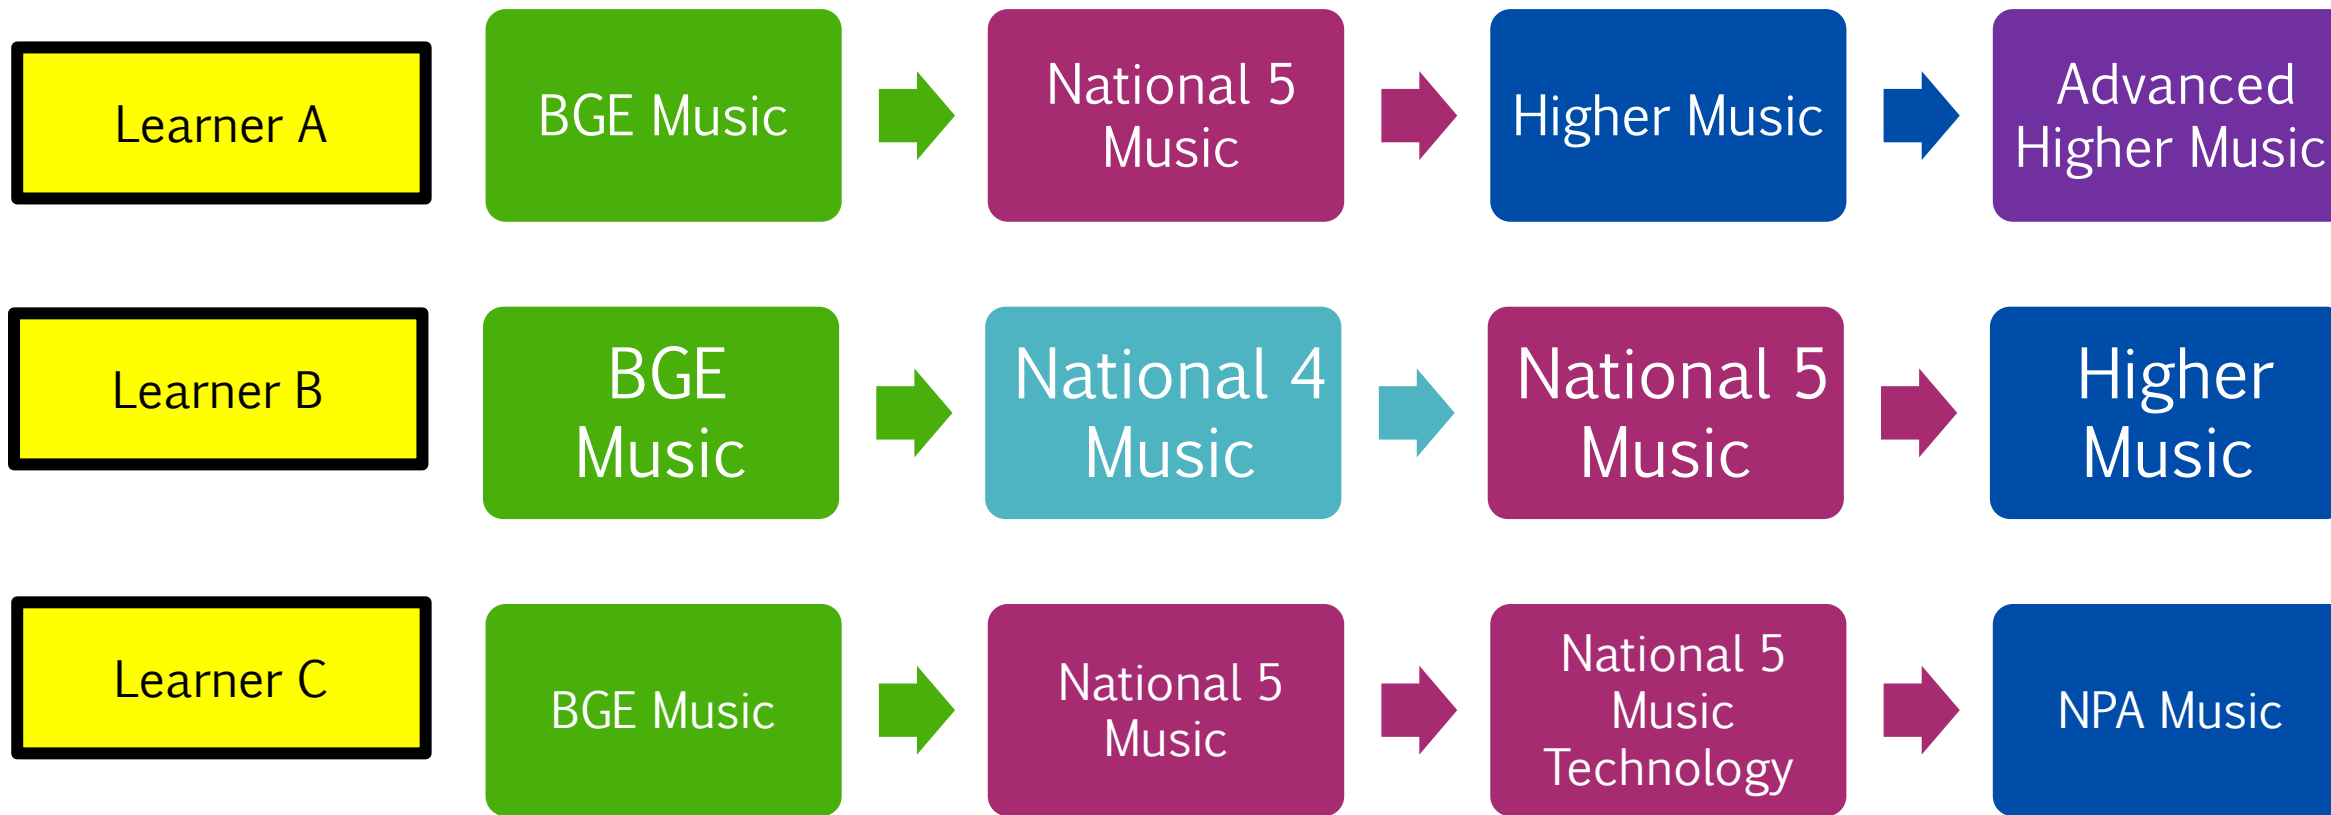 Learner A
BGE Music
National 5
Music
Higher Music
Advanced
Higher Music
Learner B
BGE
Music
National 4
Music
National 5
Music
Higher
Music
Learner C
BGE Music
National 5
Music
National 5
Music
Technology
NPA Music